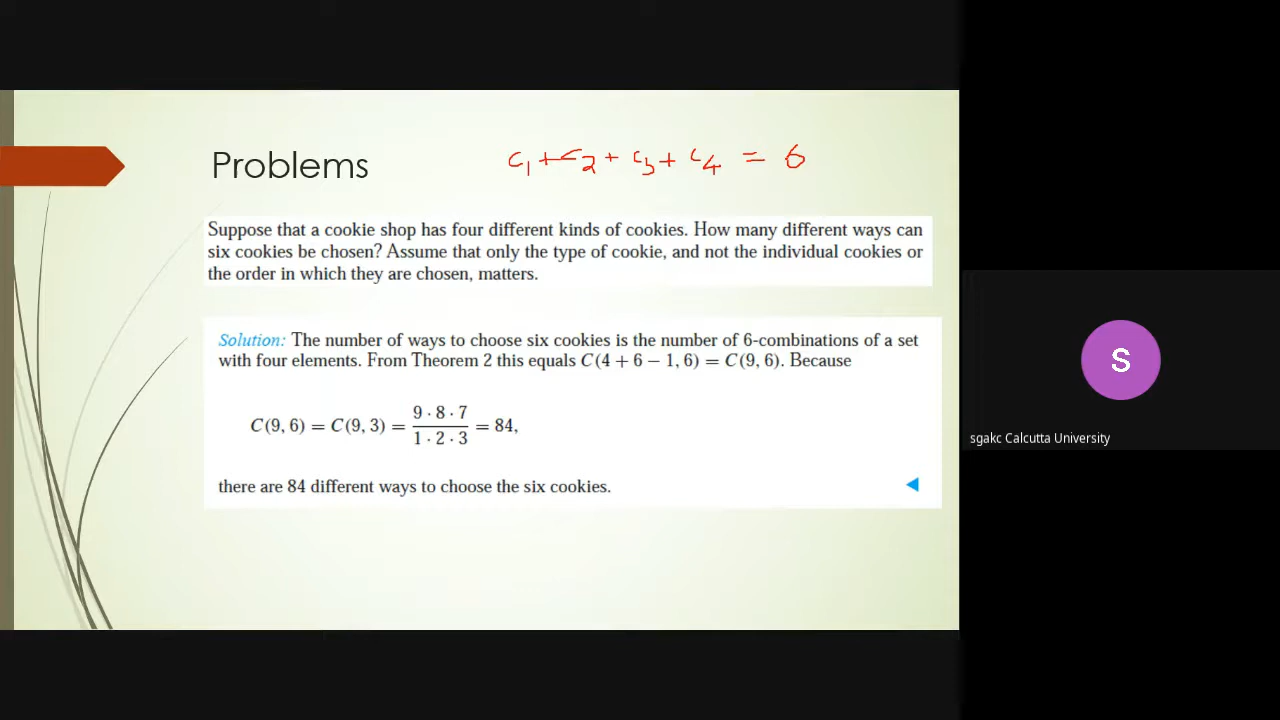 Problems
c1 + c2 + c3 + c4 = 6
Suppose that a cookie shop has four different kinds of cookies. How many different ways can
six cookies be chosen? Assume that only the type of cookie, and not the individual cookies or
the order in which they are chosen, matters.
Solution: The number of ways to choose six cookies is the number of 6-combinations of a set
with four elements. From Theorem 2 this equals C(4 + 6 − 1, 6) = C(9, 6). Because
C(9, 6) = C(9, 3) = 9 · 8 · 7 / 1 · 2 · 3 = 84,
there are 84 different ways to choose the six cookies.
S
sgakc Calcutta University